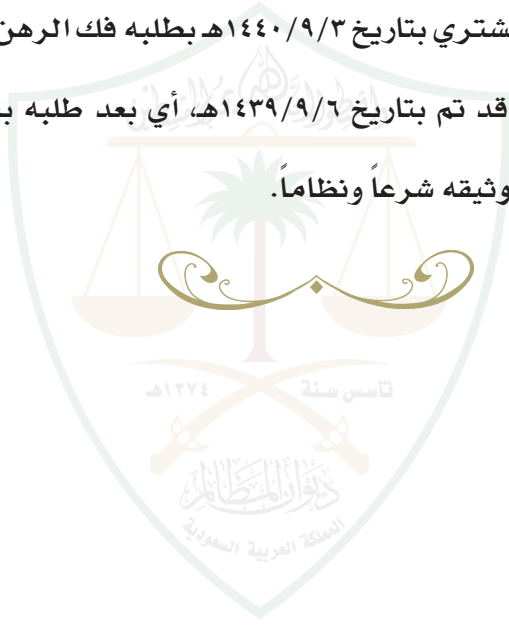 شتري بتاريخ ١٤٤٠/٩/٣هـ بطلبه فك الرهن
قد تم بتاريخ ١٤٣٩/٩/٦هـ، أي بعد طلبه ب
وثيقه شرعاً ونظاماً.
تأسس سنة ١٣٧٤هـ
ديوان المظالم
المملكة العربية السعودية